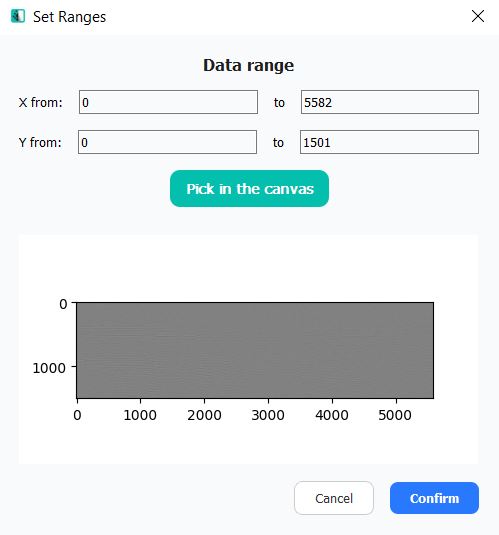 Set Ranges
Data range
X from: 0 to 5582
Y from: 0 to 1501
Pick in the canvas
0
1000
0 1000 2000 3000 4000 5000
Cancel Confirm